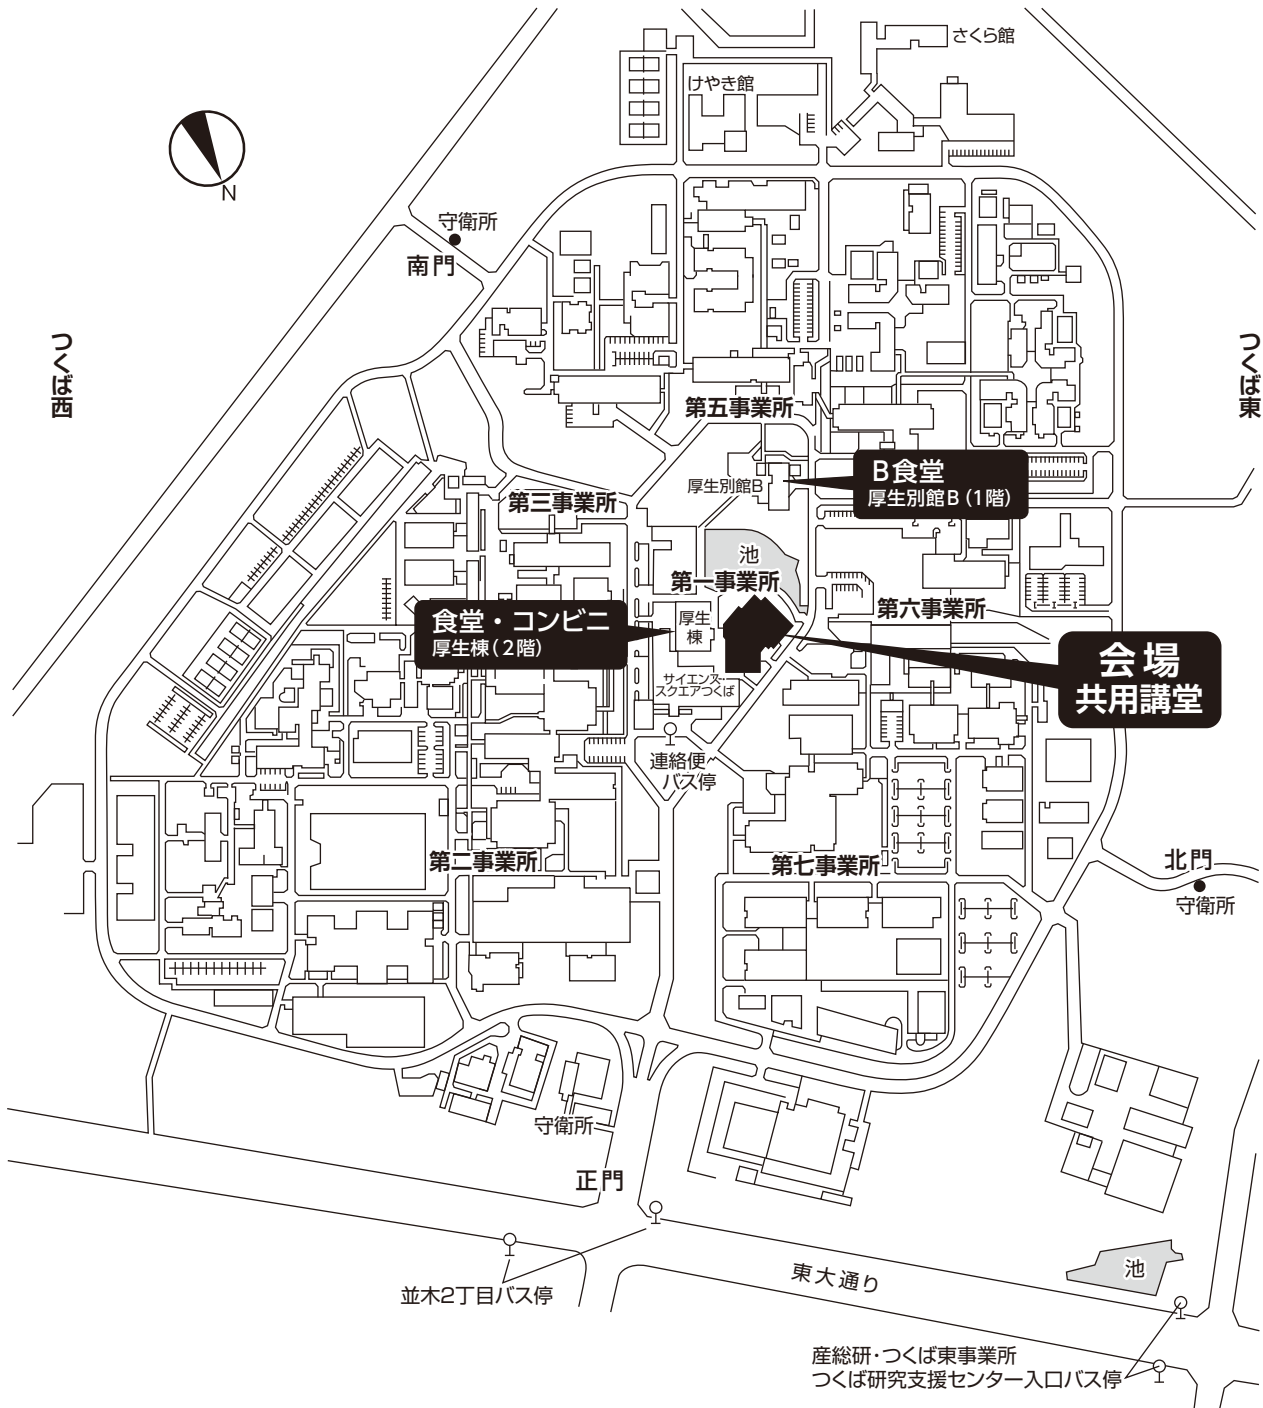 さくら館
けやき館
N
守衛所
南門
つくば西
つくば東
第五事業所
B食堂
厚生別館B（1階）
厚生別館B
第三事業所
池
第一事業所
第六事業所
食堂・コンビニ
厚生棟（2階）
厚生
棟
会場
共用講堂
サイエンス・
スクエアつくば
連絡便
バス停
第二事業所
第七事業所
北門
守衛所
守衛所
正門
東大通り
池
並木2丁目バス停
産総研・つくば東事業所
つくば研究支援センター入口バス停